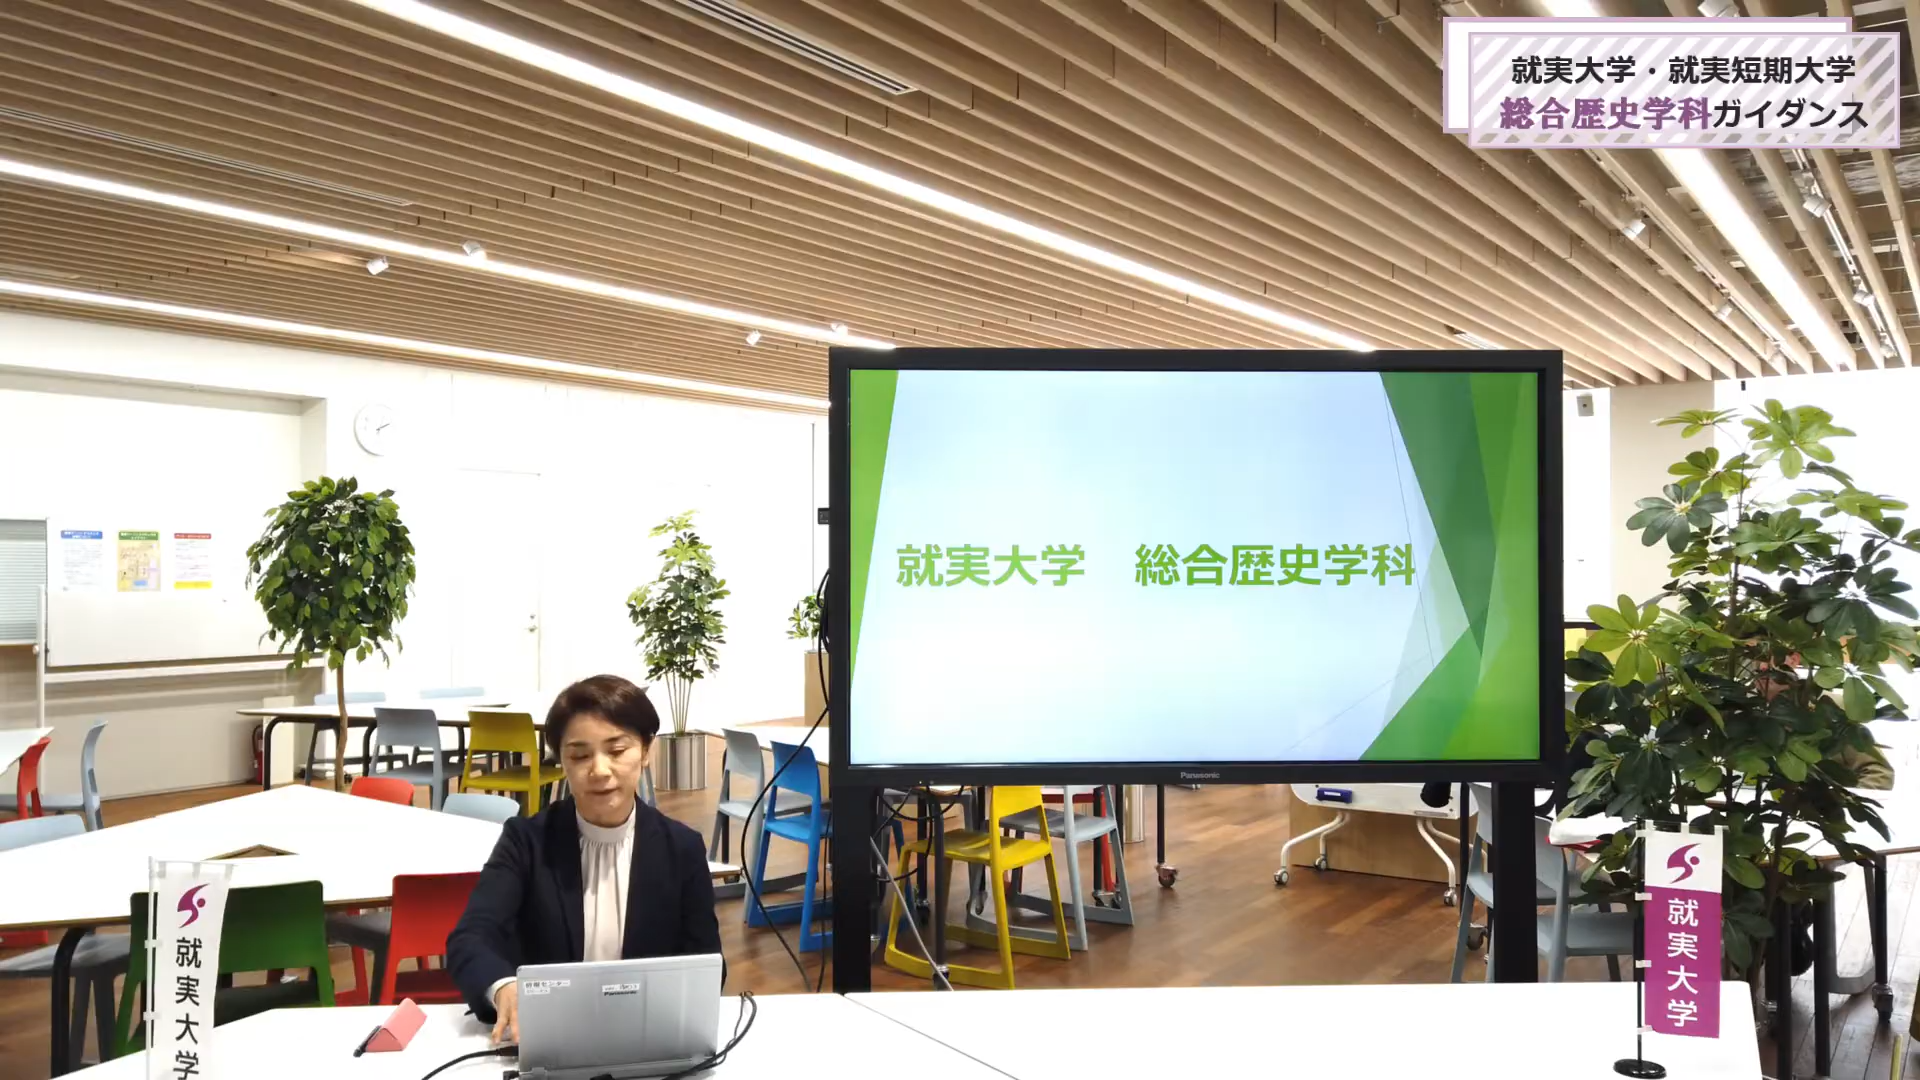 就実大学・就実短期大学
総合歴史学科ガイダンス
就実大学 総合歴史学科
Panasonic
就実大学
就実大学
Panasonic